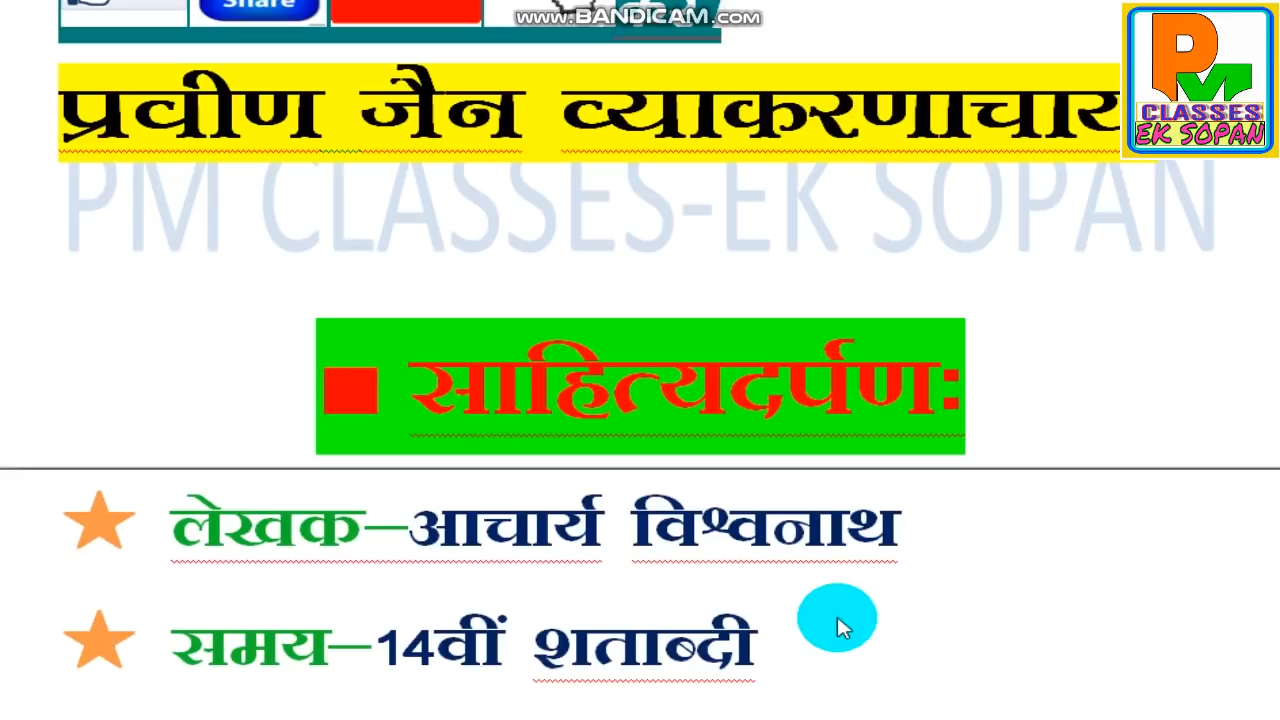 Share
www.BANDICAM.com
प्रवीण जैन व्याकरणाचाय
PM
CLASSES
EK SOPAN
PM CLASSES-EK SOPAN
■ साहित्यदर्पण:
लेखक–आचार्य विश्वनाथ
समय–14वीं शताब्दी